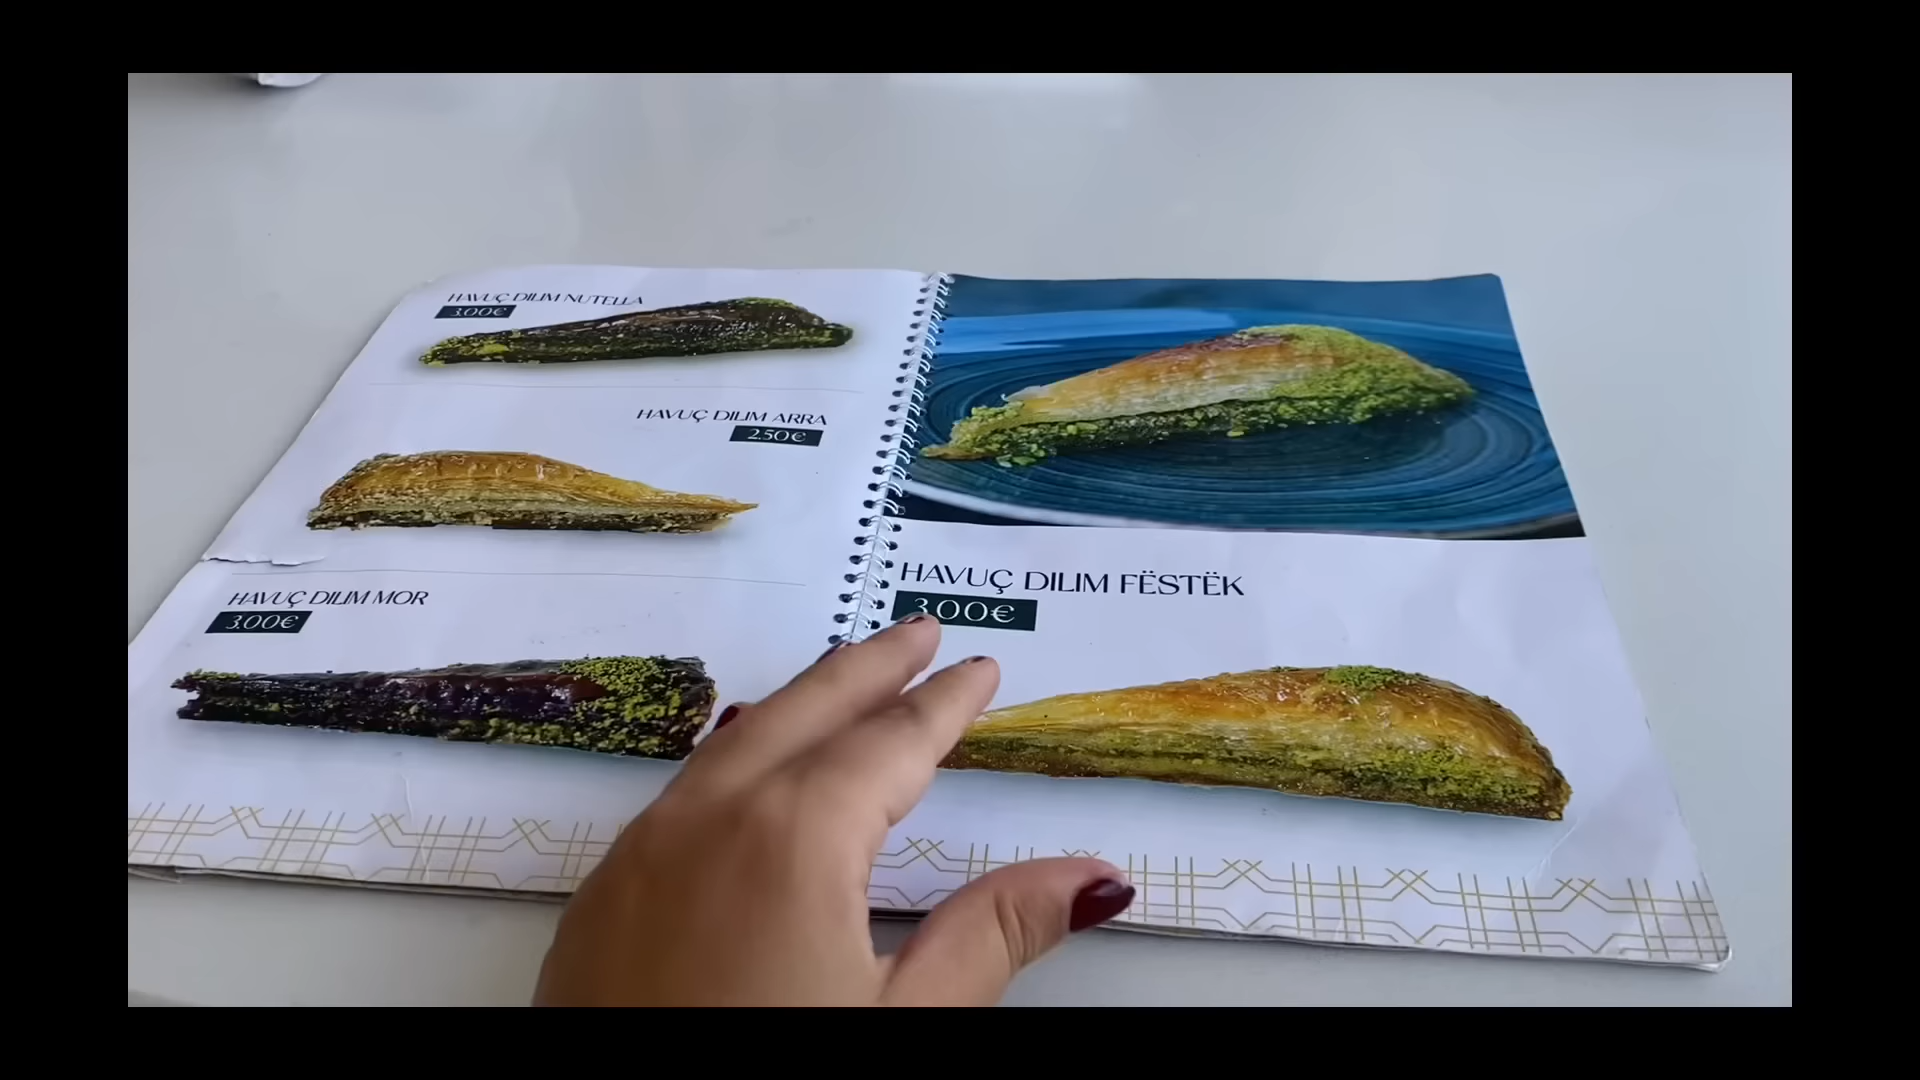 HAVUÇ DILIM NUTELLA
3.00€
HAVUÇ DILIM ARRA
2.50€
HAVUÇ DILIM MOR
3.00€
HAVUÇ DILIM FËSTËK
3.00€